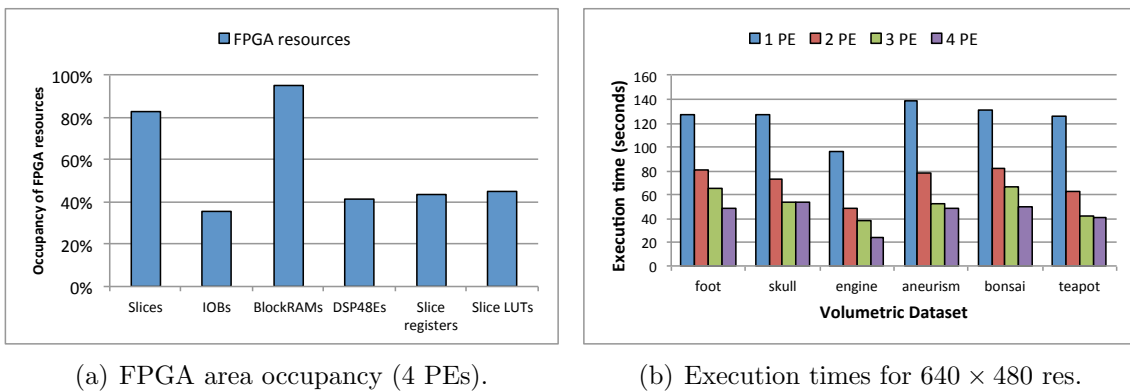 FPGA resources
Occupancy of FPGA resources
100%
80%
60%
40%
20%
0%
Slices IOBs BlockRAMs DSP48Es Slice registers Slice LUTs
(a) FPGA area occupancy (4 PEs).
1 PE 2 PE 3 PE 4 PE
Execution time (seconds)
160
140
120
100
80
60
40
20
0
foot skull engine aneurism bonsai teapot
Volumetric Dataset
(b) Execution times for 640 × 480 res.